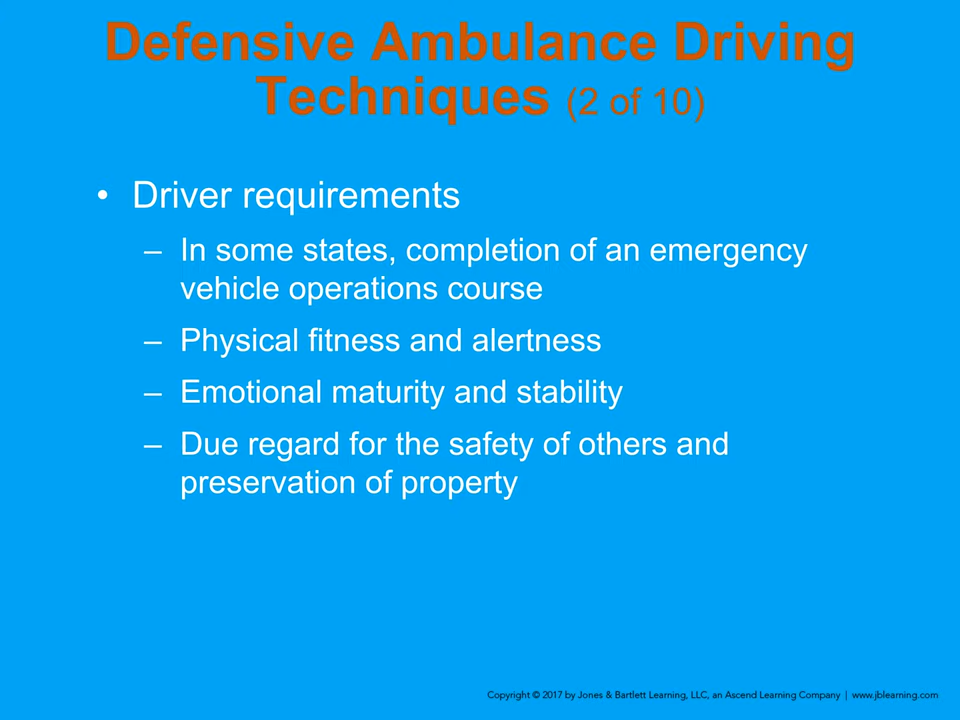 Defensive Ambulance Driving
Techniques (2 of 10)
• Driver requirements
– In some states, completion of an emergency
vehicle operations course
– Physical fitness and alertness
– Emotional maturity and stability
– Due regard for the safety of others and
preservation of property
Copyright © 2017 by Jones & Bartlett Learning, LLC, an Ascend Learning Company | www.jblearning.com